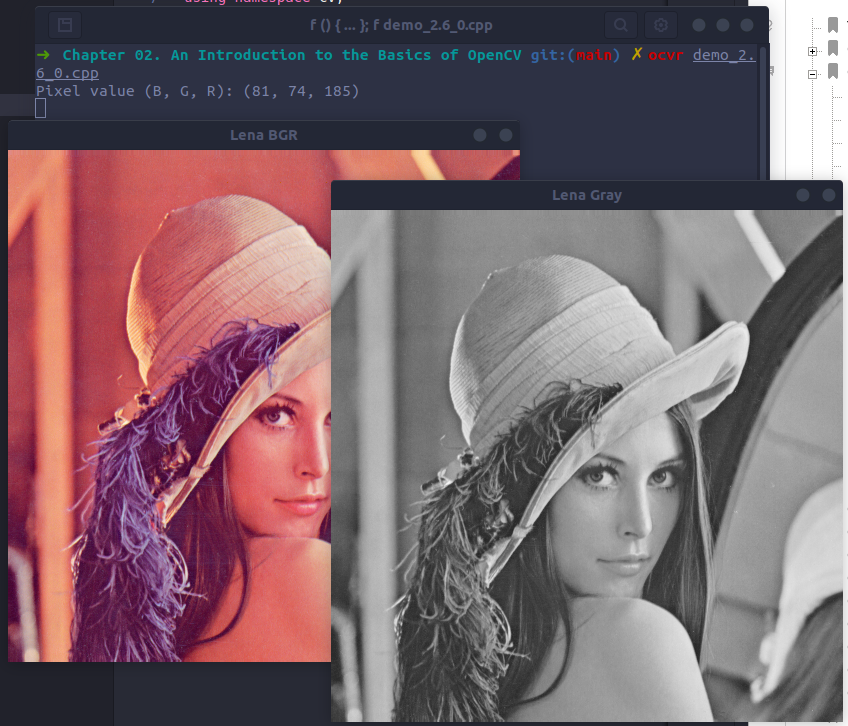 using namespace cv;
f () { ... }; f demo_2.6_0.cpp
→ Chapter 02. An Introduction to the Basics of OpenCV git:(main) ✗ ocvr demo_2.
6_0.cpp
Pixel value (B, G, R): (81, 74, 185)
Lena BGR
Lena Gray